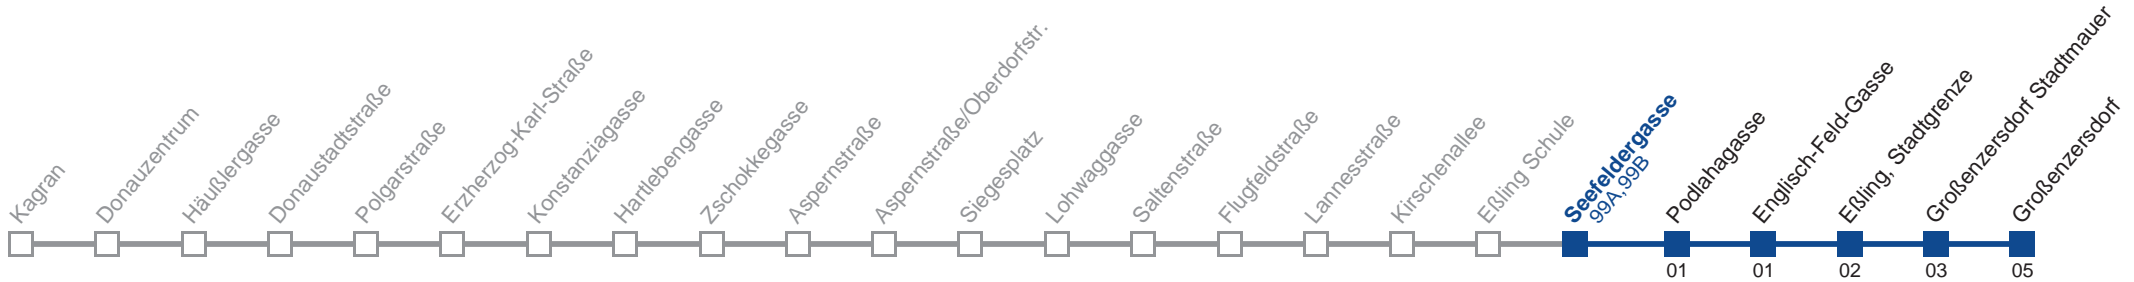 Kagran
Donauzentrum
Häußlergasse
Donaustadtstraße
Polgarstraße
Erzherzog-Karl-Straße
Konstanziagasse
Hartlebengasse
Zschokkegasse
Aspernstraße
Aspernstraße/Oberdorfstr.
Siegesplatz
Lohwaggasse
Saltenstraße
Flugfeldstraße
Lannesstraße
Kirschenallee
Eßling Schule
Seefeldergasse
99A,99B
Podlahagasse
Englisch-Feld-Gasse
Eßling, Stadtgrenze
Großenzersdorf Stadtmauer
Großenzersdorf
01
01
02
03
05